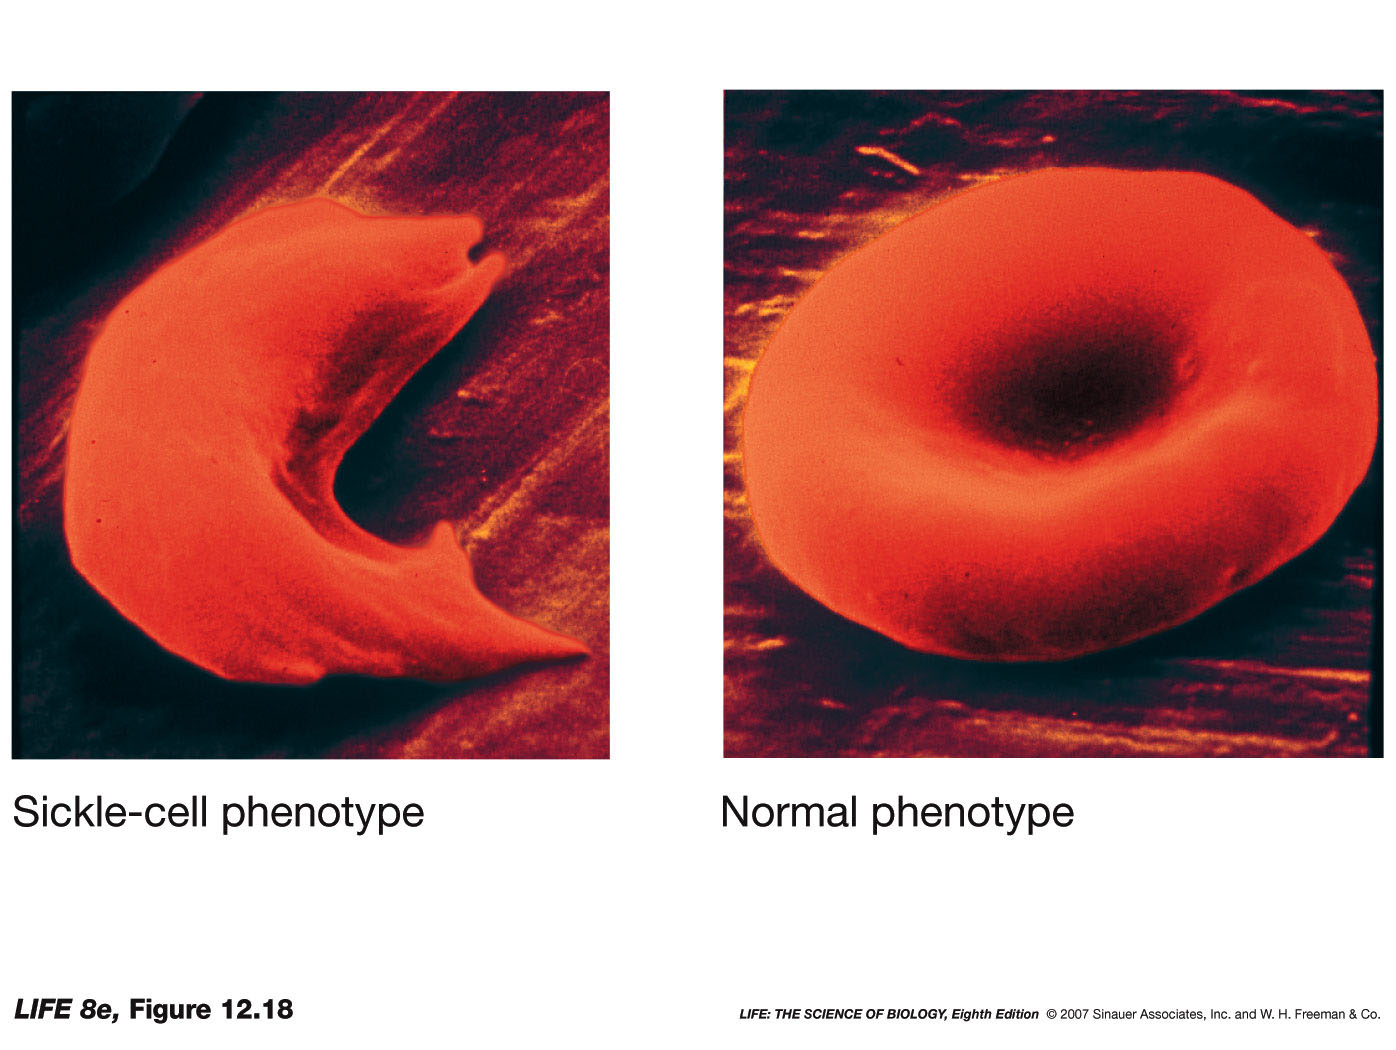 Sickle-cell phenotype
Normal phenotype
LIFE 8e, Figure 12.18
LIFE: THE SCIENCE OF BIOLOGY, Eighth Edition © 2007 Sinauer Associates, Inc. and W. H. Freeman & Co.